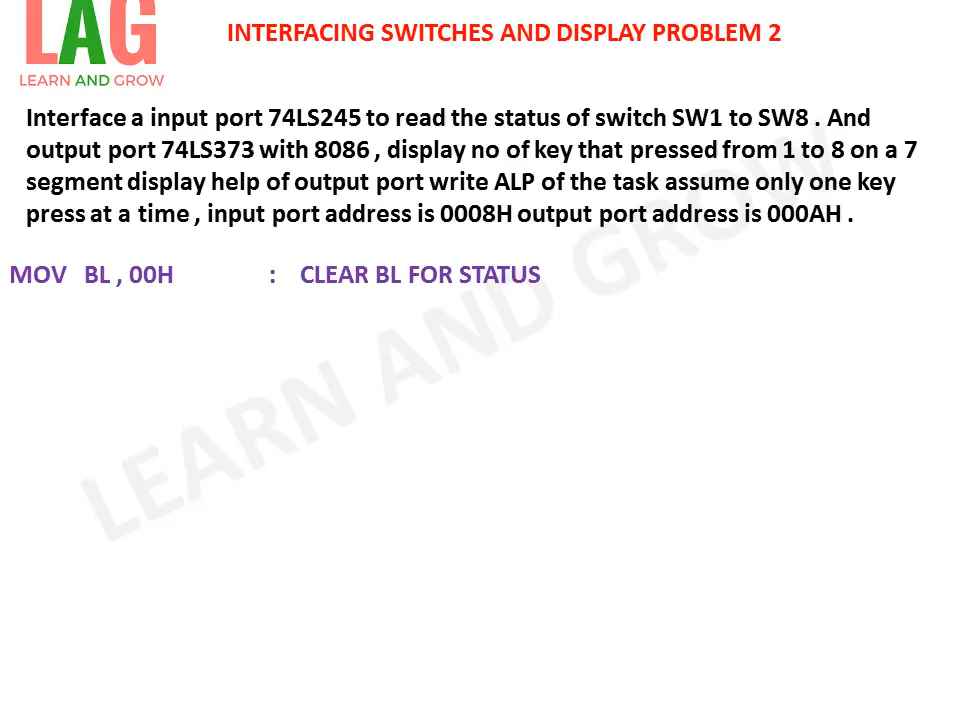 LAG
LEARN AND GROW
INTERFACING SWITCHES AND DISPLAY PROBLEM 2
Interface a input port 74LS245 to read the status of switch SW1 to SW8 . And
output port 74LS373 with 8086 , display no of key that pressed from 1 to 8 on a 7
segment display help of output port write ALP of the task assume only one key
press at a time , input port address is 0008H output port address is 000AH .
MOV BL , 00H : CLEAR BL FOR STATUS
LEARN AND GROW